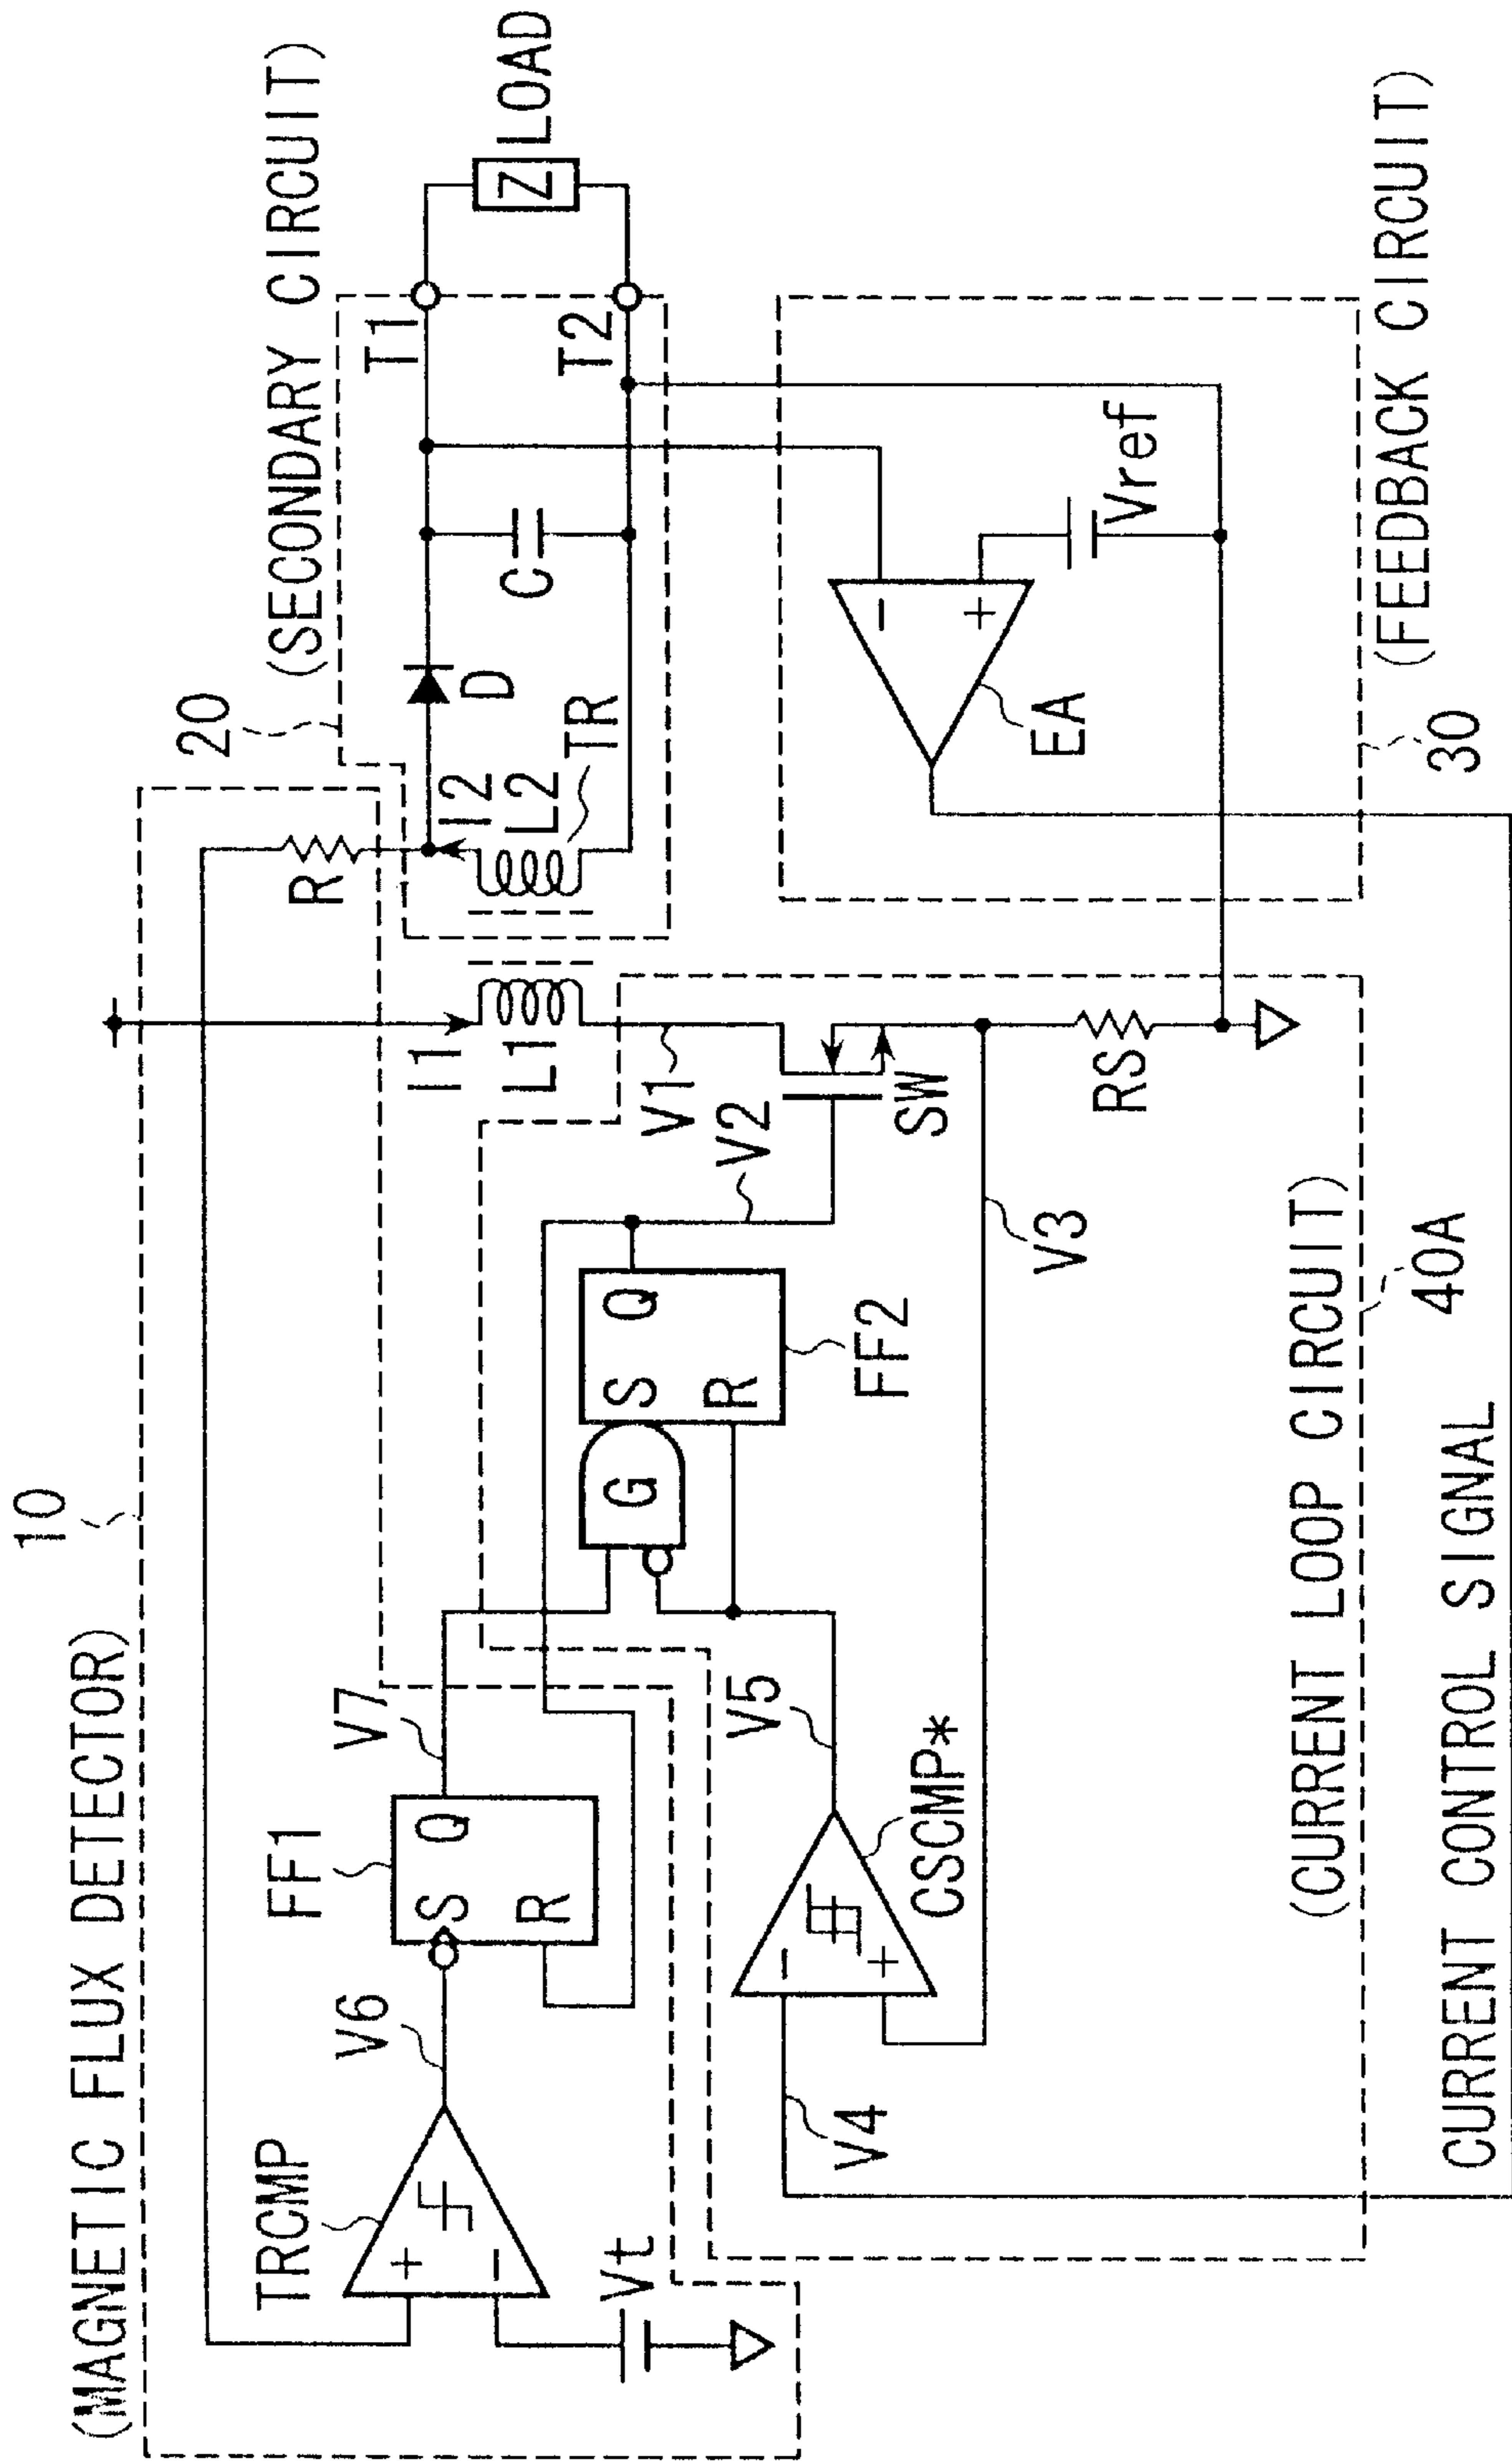 10
(MAGNETIC FLUX DETECTOR)
20
(SECONDARY CIRCUIT)
R
TRCMP
+
−
Vt
V6
FF1
S
Q
R
V7
I1
L1
I2
L2
TR
D
C
T1
T2
Z
LOAD
G
S
Q
R
FF2
V1
V2
SW
V3
RS
V4
−
+
CSCMP*
V5
−
+
EA
Vref
(CURRENT LOOP CIRCUIT)
40A
30
(FEEDBACK CIRCUIT)
CURRENT CONTROL SIGNAL